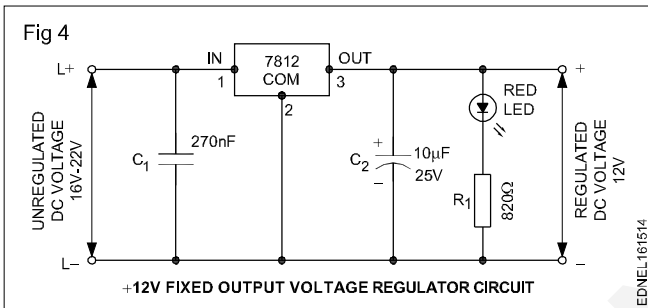 Fig 4
L+
IN
1
7812
COM
2
OUT
3
+
RED
LED
UNREGULATED
DC VOLTAGE
16V-22V
C1
270nF
+
C2
10µF
25V
–
R1
820Ω
REGULATED
DC VOLTAGE
12V
L–
–
+12V FIXED OUTPUT VOLTAGE REGULATOR CIRCUIT
EDNEL161514